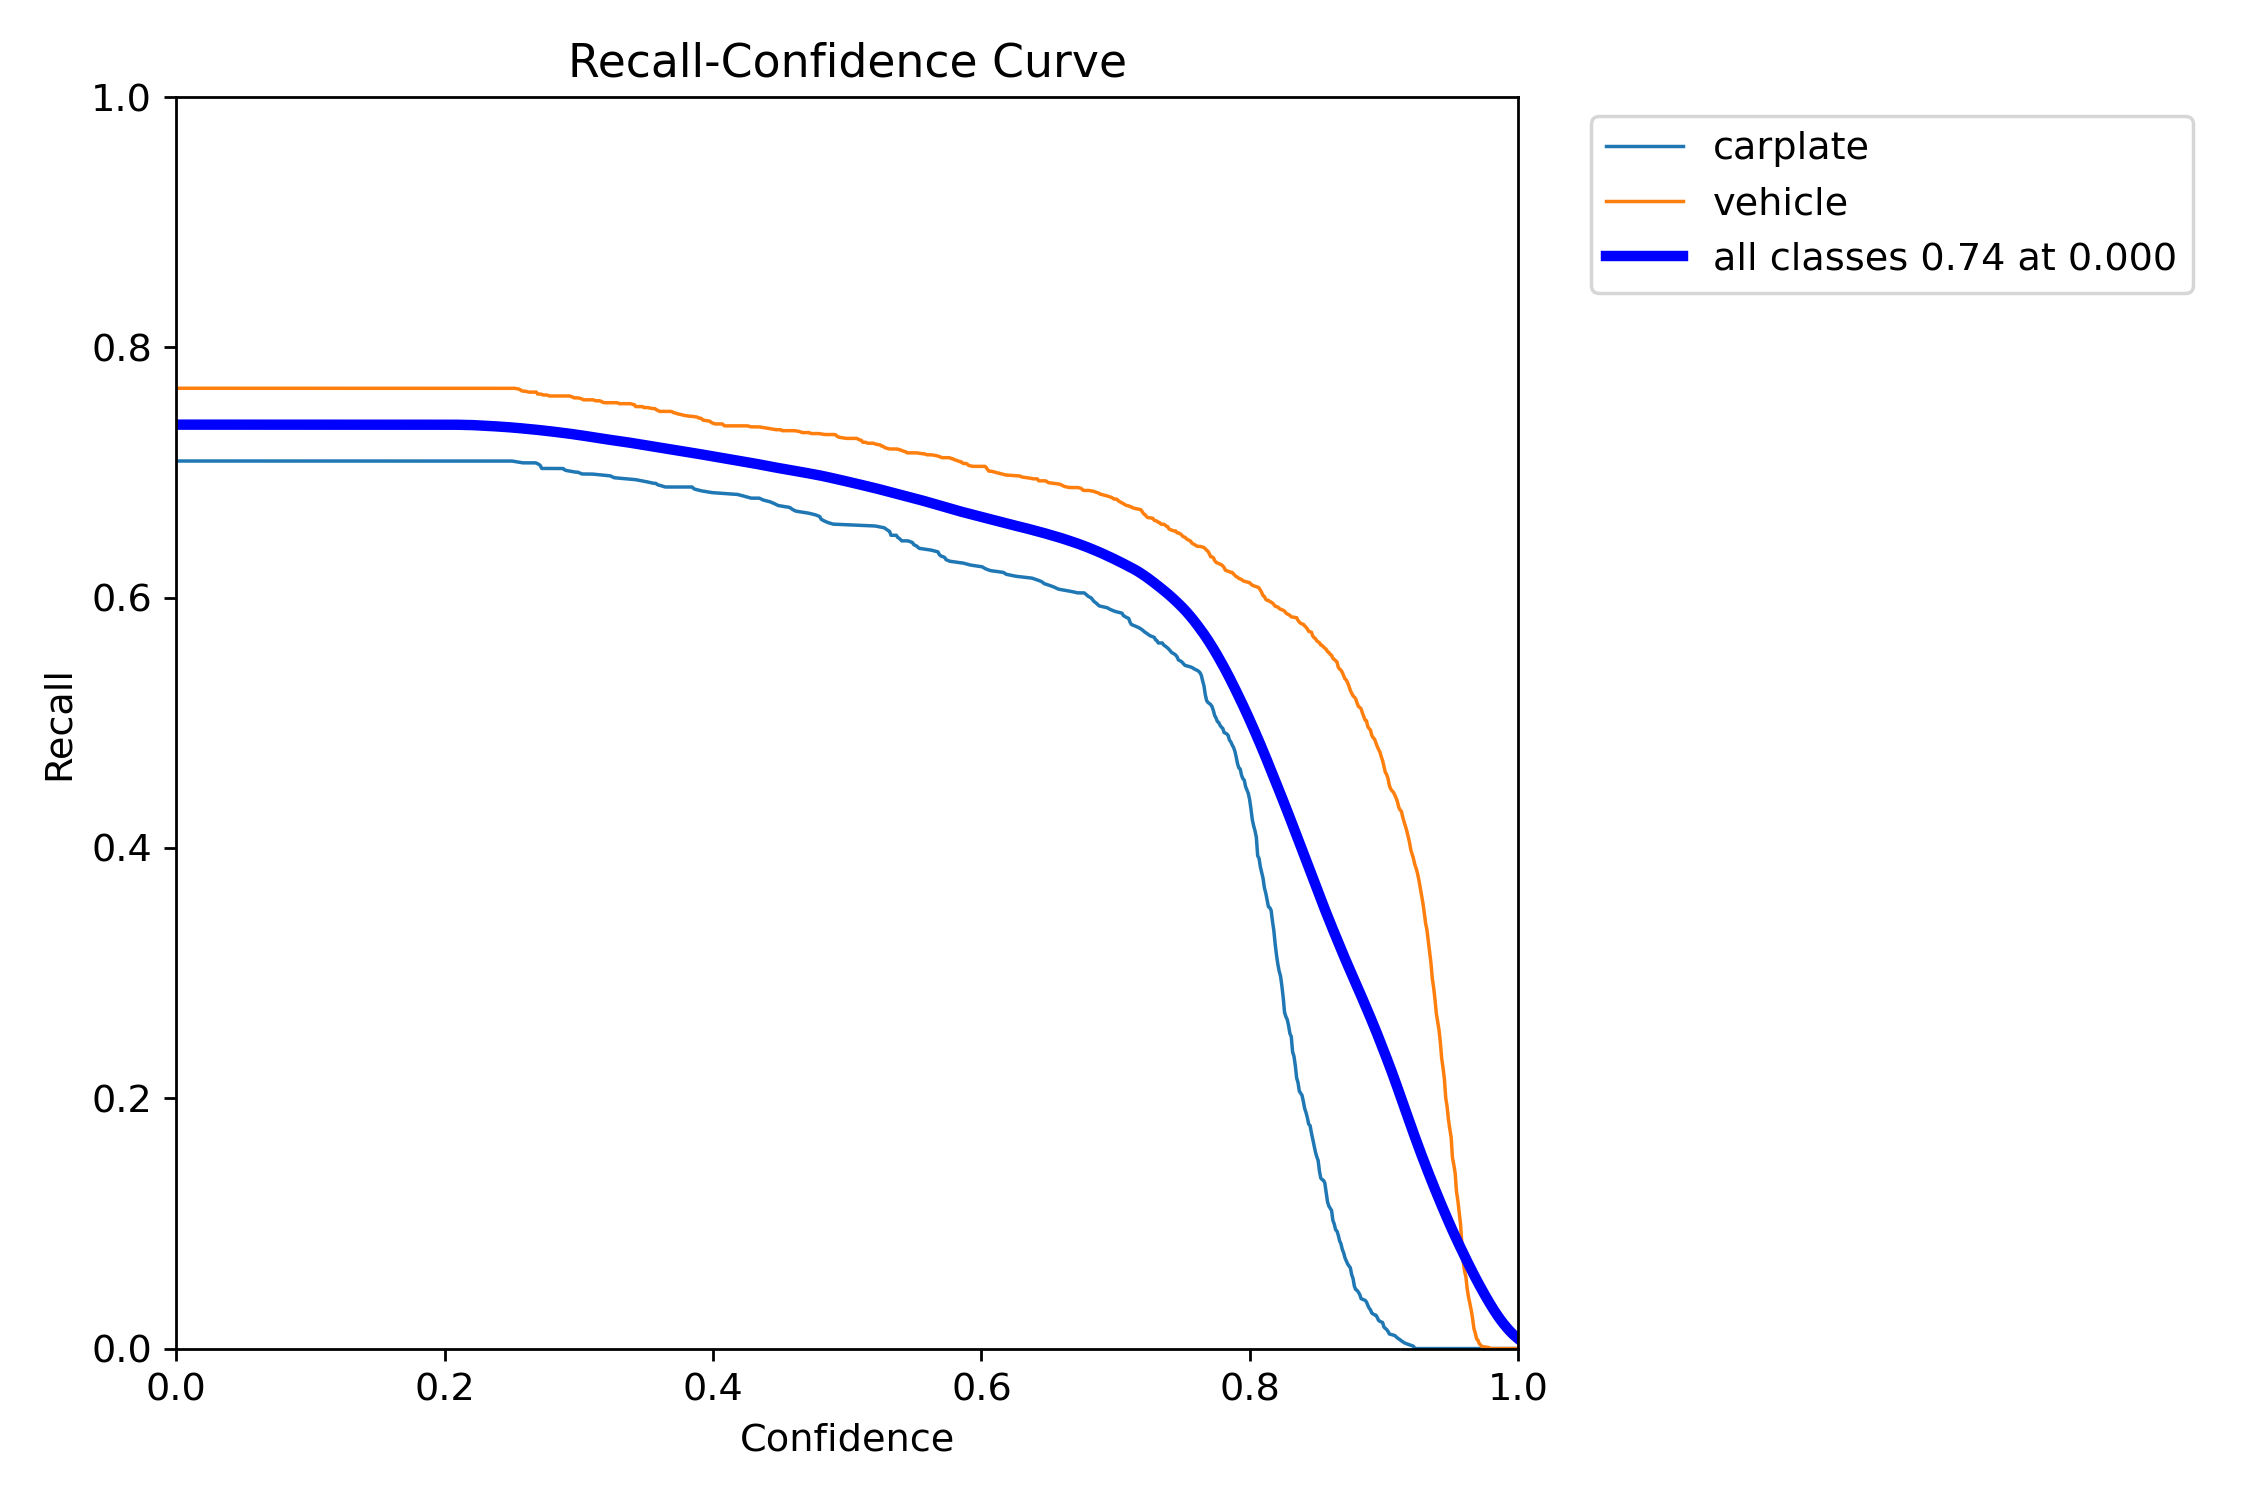 Recall-Confidence Curve
1.0
0.8
0.6
0.4
0.2
0.0
Recall
0.0 0.2 0.4 0.6 0.8 1.0
Confidence
carplate
vehicle
all classes 0.74 at 0.000